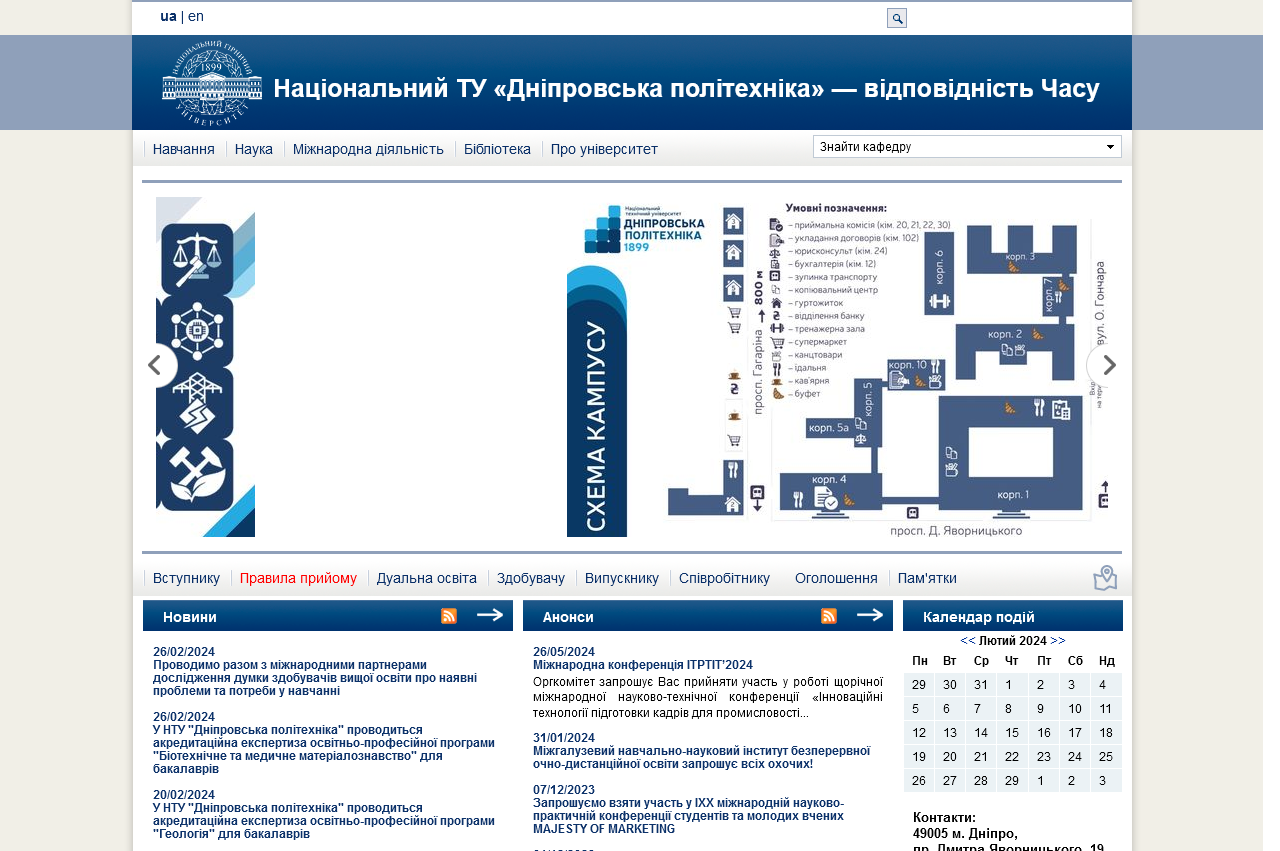 ua | en
НАЦІОНАЛЬНИЙ ГІРНИЧИЙ
1899
УНІВЕРСИТЕТ
Національний ТУ «Дніпровська політехніка» — відповідність Часу
Навчання
Наука
Міжнародна діяльність
Бібліотека
Про університет
Знайти кафедру
Національний
технічний університет
ДНІПРОВСЬКА
ПОЛІТЕХНІКА
1899
СХЕМА КАМПУСУ
просп. Гагаріна
800 м
Умовні позначення:
– приймальна комісія (кім. 20, 21, 22, 30)
– укладання договорів (кім. 102)
– юрисконсульт (кім. 24)
– бухгалтерія (кім. 12)
– зупинка транспорту
– копіювальний центр
– гуртожиток
– відділення банку
– тренажерна зала
– супермаркет
– канцтовари
– їдальня
– кав'ярня
– буфет
корп. 6
корп. 3
корп. 7
корп. 2
корп. 10
корп. 5
корп. 5а
корп. 4
корп. 1
вул. О. Гончара
просп. Д. Яворницького
Вступнику
Правила прийому
Дуальна освіта
Здобувачу
Випускнику
Співробітнику
Оголошення
Пам'ятки
Новини
26/02/2024
Проводимо разом з міжнародними партнерами
дослідження думки здобувачів вищої освіти про наявні
проблеми та потреби у навчанні
26/02/2024
У НТУ "Дніпровська політехніка" проводиться
акредитаційна експертиза освітньо-професійної програми
"Біотехнічне та медичне матеріалознавство" для
бакалаврів
20/02/2024
У НТУ "Дніпровська політехніка" проводиться
акредитаційна експертиза освітньо-професійної програми
"Геологія" для бакалаврів
Анонси
26/05/2024
Міжнародна конференція ІТРТІТ’2024
Оргкомітет запрошує Вас прийняти участь у роботі щорічної
міжнародної науково-технічної конференції «Інноваційні
технології підготовки кадрів для промисловості...
31/01/2024
Міжгалузевий навчально-науковий інститут безперервної
очно-дистанційної освіти запрошує всіх охочих!
07/12/2023
Запрошуємо взяти участь у ІХХ міжнародній науково-
практичній конференції студентів та молодих вчених
MAJESTY OF MARKETING
Календар подій
<< Лютий 2024 >>
Пн Вт Ср Чт Пт Сб Нд
29 30 31 1 2 3 4
5 6 7 8 9 10 11
12 13 14 15 16 17 18
19 20 21 22 23 24 25
26 27 28 29 1 2 3
Контакти:
49005 м. Дніпро,
пр. Дмитра Яворницького, 19